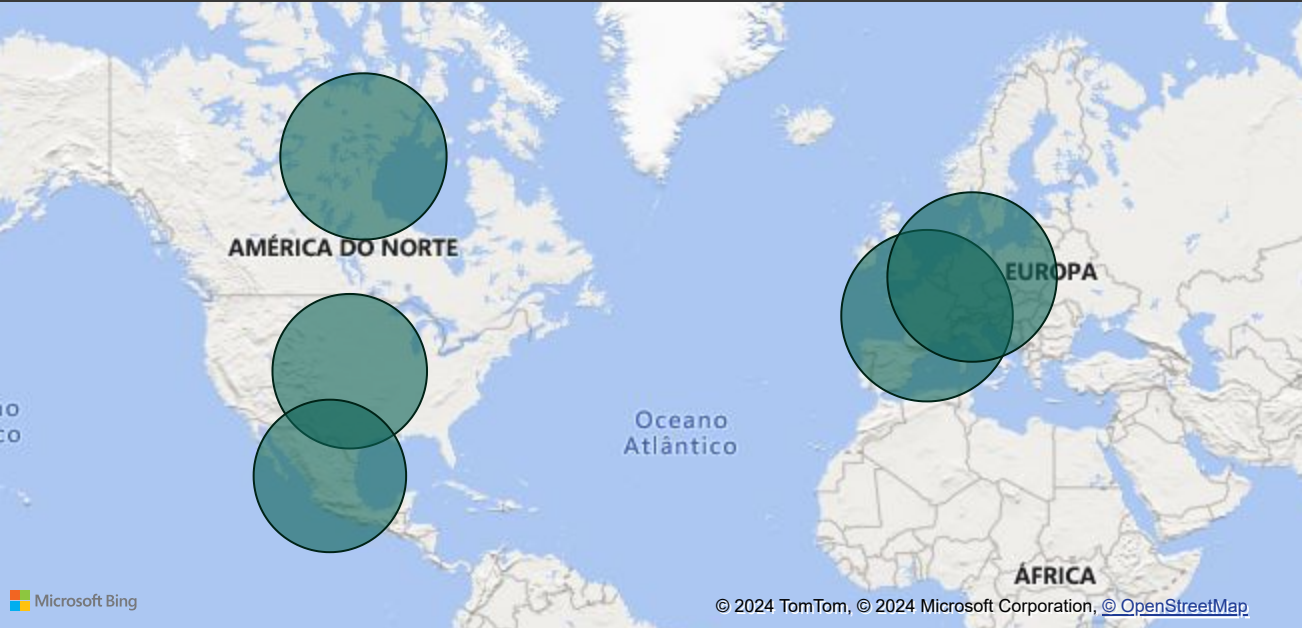 AMÉRICA DO NORTE
EUROPA
Oceano
Atlântico
ÁFRICA
Microsoft Bing
© 2024 TomTom, © 2024 Microsoft Corporation, © OpenStreetMap